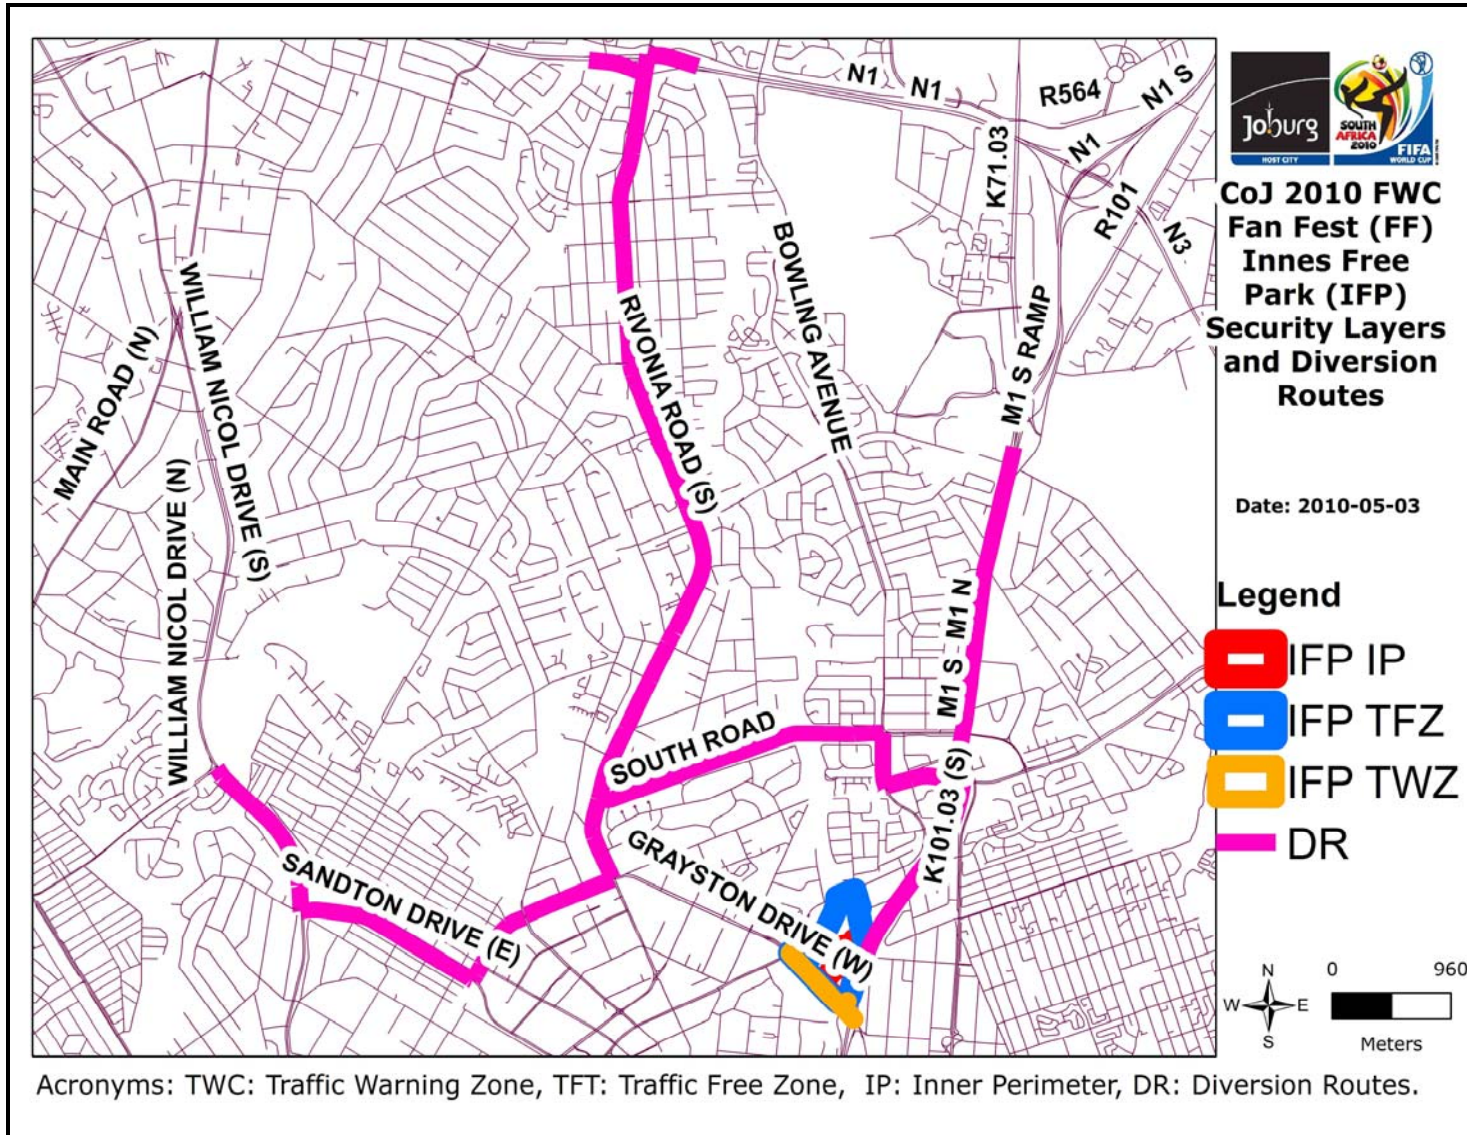 N1
N1
R564
N1 S
K71.03
N1
R101
N3
WILLIAM NICOL DRIVE (S)
MAIN ROAD (N)
WILLIAM NICOL DRIVE (N)
RIVONIA ROAD (S)
BOWLING AVENUE
M1 S RAMP
M1 S
M1 N
SOUTH ROAD
K101.03 (S)
GRAYSTON DRIVE (W)
SANDTON DRIVE (E)
Joburg
HOST CITY
SOUTH AFRICA
2010
FIFA
WORLD CUP
CoJ 2010 FWC
Fan Fest (FF)
Innes Free
Park (IFP)
Security Layers
and Diversion
Routes
Date: 2010-05-03
Legend
IFP IP
IFP TFZ
IFP TWZ
DR
N
W E
S
0 960
Meters
Acronyms: TWC: Traffic Warning Zone, TFT: Traffic Free Zone, IP: Inner Perimeter, DR: Diversion Routes.